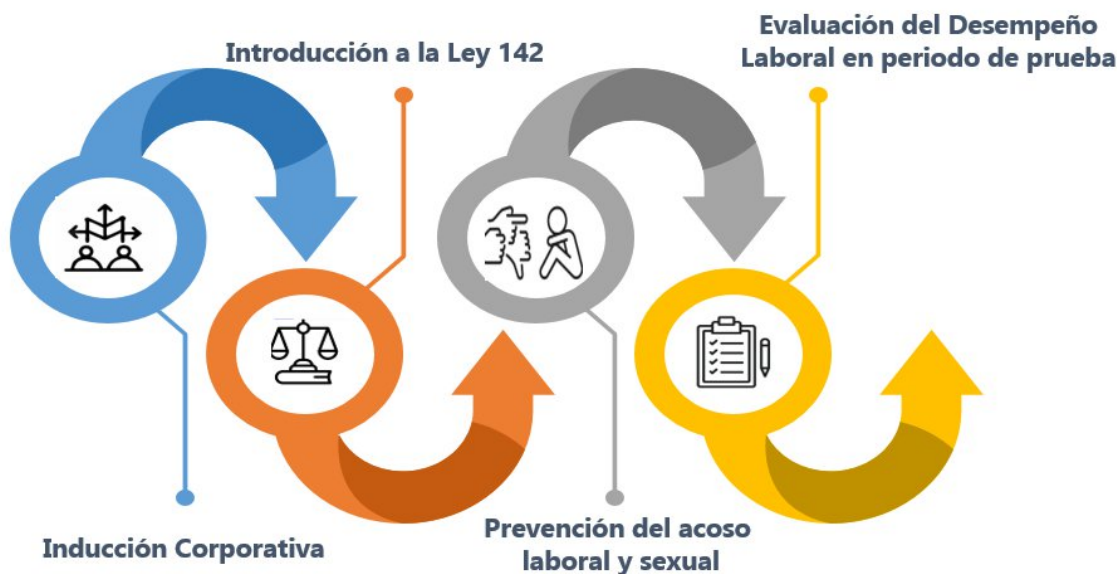 Introducción a la Ley 142
Evaluación del Desempeño
Laboral en periodo de prueba
Inducción Corporativa
Prevención del acoso
laboral y sexual